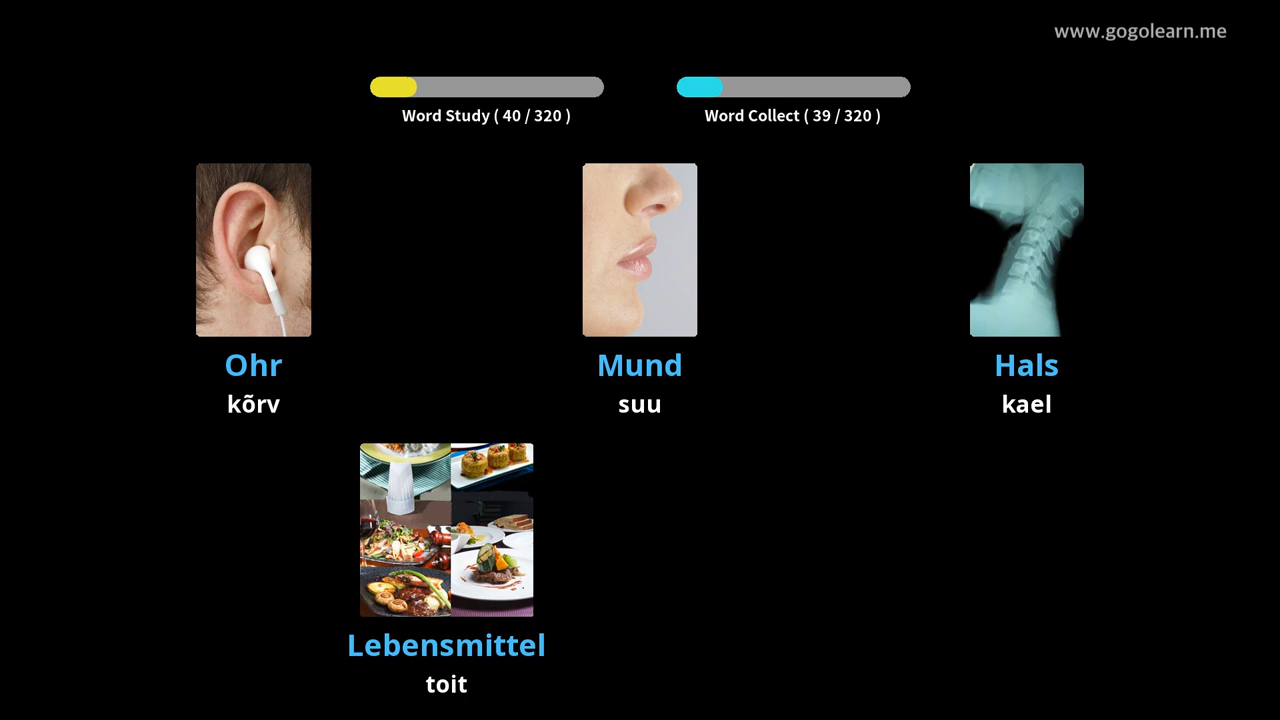 www.gogolearn.me
Word Study ( 40 / 320 )
Word Collect ( 39 / 320 )
Ohr
kõrv
Mund
suu
Hals
kael
Lebensmittel
toit